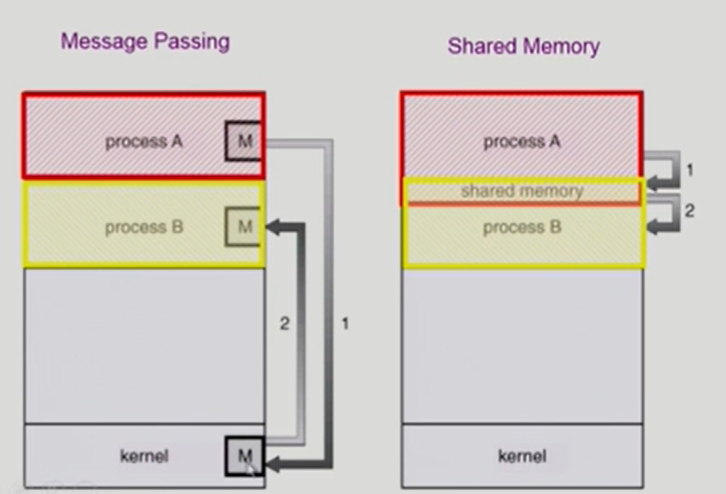 Message Passing
process A
M
process B
M
2
1
kernel
M
Shared Memory
process A
1
shared memory
2
process B
kernel